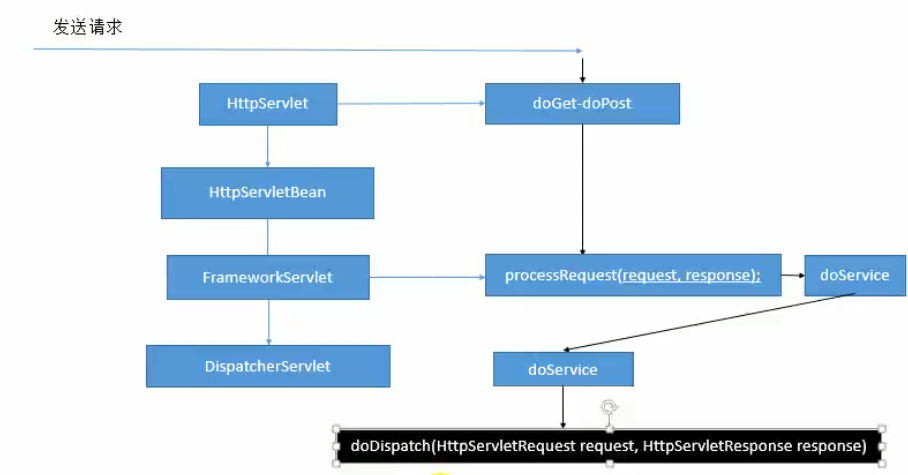 发送请求
HttpServlet
doGet-doPost
HttpServletBean
FrameworkServlet
processRequest(request, response);
doService
DispatcherServlet
doService
doDispatch(HttpServletRequest request, HttpServletResponse response)